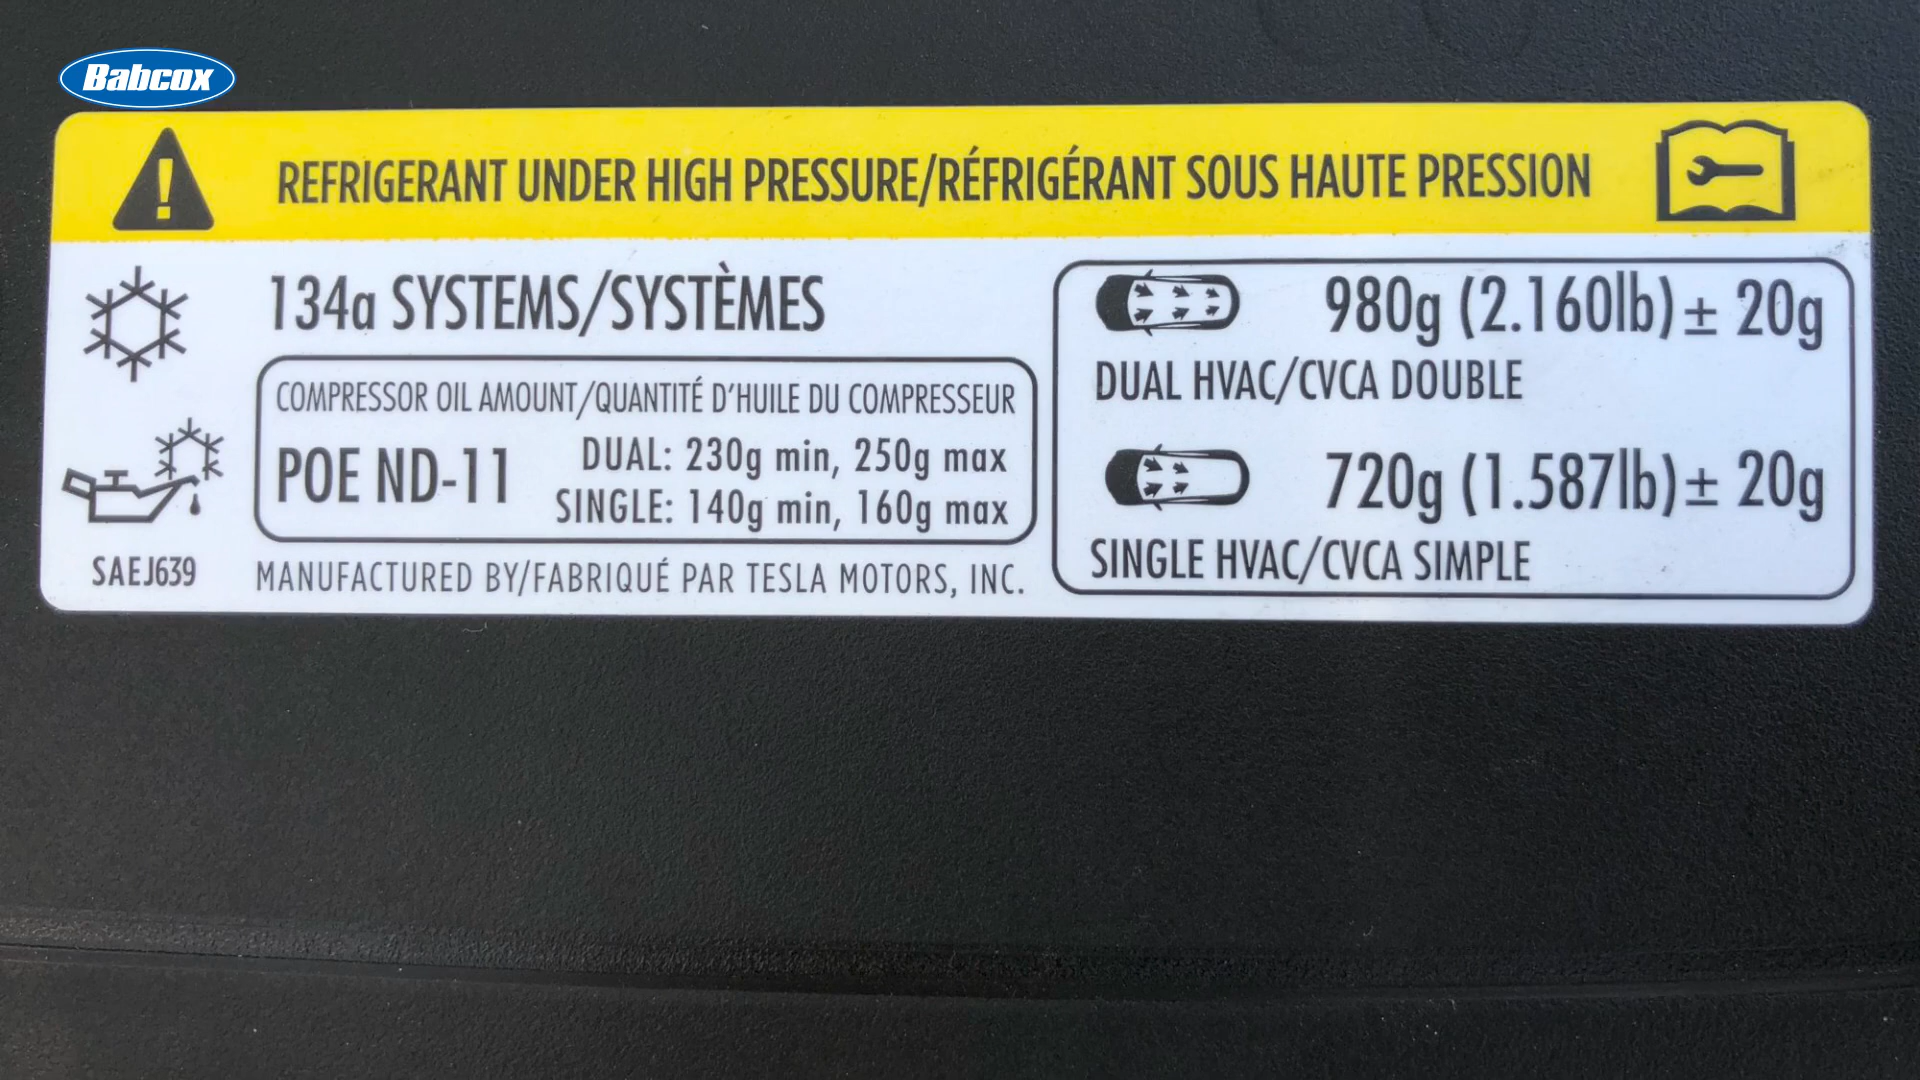 Babcox
REFRIGERANT UNDER HIGH PRESSURE/RÉFRIGÉRANT SOUS HAUTE PRESSION
134a SYSTEMS/SYSTÈMES
COMPRESSOR OIL AMOUNT/QUANTITÉ D'HUILE DU COMPRESSEUR
POE ND-11
DUAL: 230g min, 250g max
SINGLE: 140g min, 160g max
SAEJ639
MANUFACTURED BY/FABRIQUÉ PAR TESLA MOTORS, INC.
980g (2.160lb) ± 20g
DUAL HVAC/CVCA DOUBLE
720g (1.587lb) ± 20g
SINGLE HVAC/CVCA SIMPLE